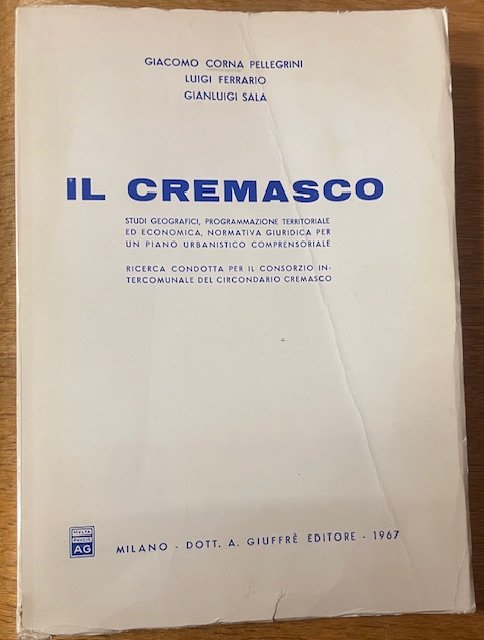 GIACOMO CORNA PELLEGRINI
LUIGI FERRARIO
GIANLUIGI SALA
IL CREMASCO
STUDI GEOGRAFICI, PROGRAMMAZIONE TERRITORIALE
ED ECONOMICA, NORMATIVA GIURIDICA PER
UN PIANO URBANISTICO COMPRENSORIALE
RICERCA CONDOTTA PER IL CONSORZIO IN-
TERCOMUNALE DEL CIRCONDARIO CREMASCO
MVLTA
PAVCIS
AG
MILANO - DOTT. A. GIUFFRÈ EDITORE - 1967